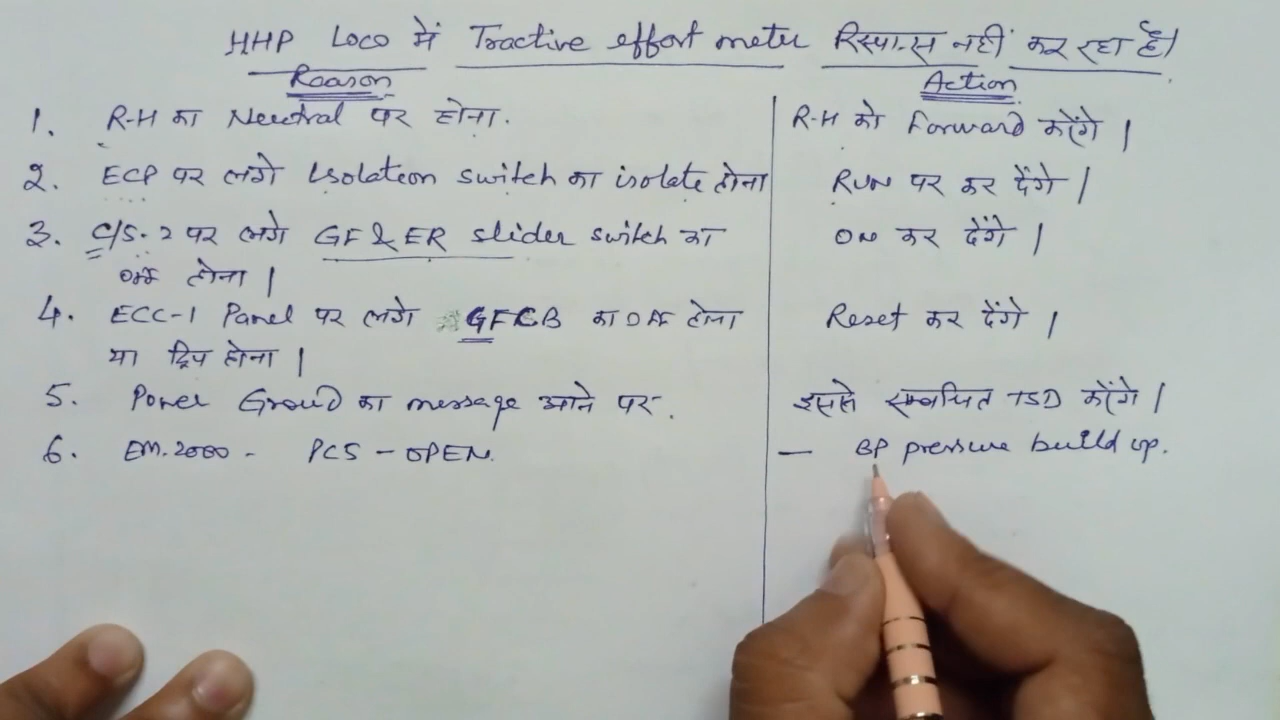 HHP Loco में Tractive effort meter रिस्पान्स नहीं कर रहा है।
Reason Action
1. R-H का Neutral पर होना. R-H को Forward करेंगे |
2. ECP पर लगे Isolation switch का isolate होना RUN पर कर देंगे |
3. C/S-2 पर लगे GF & ER slider switch का ON कर देंगे |
OFF होना |
4. ECC-1 Panel पर लगे GFCB का OFF होना Reset कर देंगे |
या ट्रिप होना |
5. Power Ground का message आने पर. इससे सम्बन्धित TSD करेंगे |
6. EM.2000 - PCS - OPEN. — BP pressure build up.